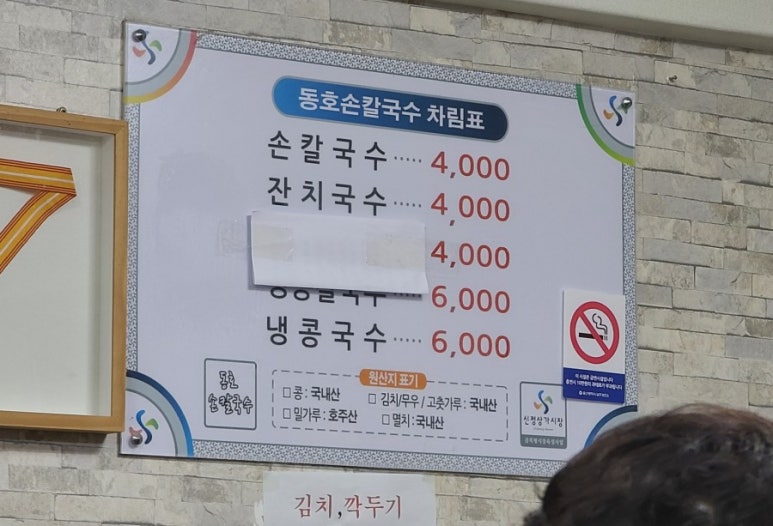 동호손칼국수 차림표
손칼국수 ····· 4,000
잔치국수 ····· 4,000
4,000
6,000
냉콩국수 ····· 6,000
원산지 표기
□ 콩 : 국내산
□ 김치/무우 / 고춧가루 : 국내산
□ 밀가루 : 호주산
□ 멸치 : 국내산
동호
손칼국수
신정상가시장
김치,깍두기